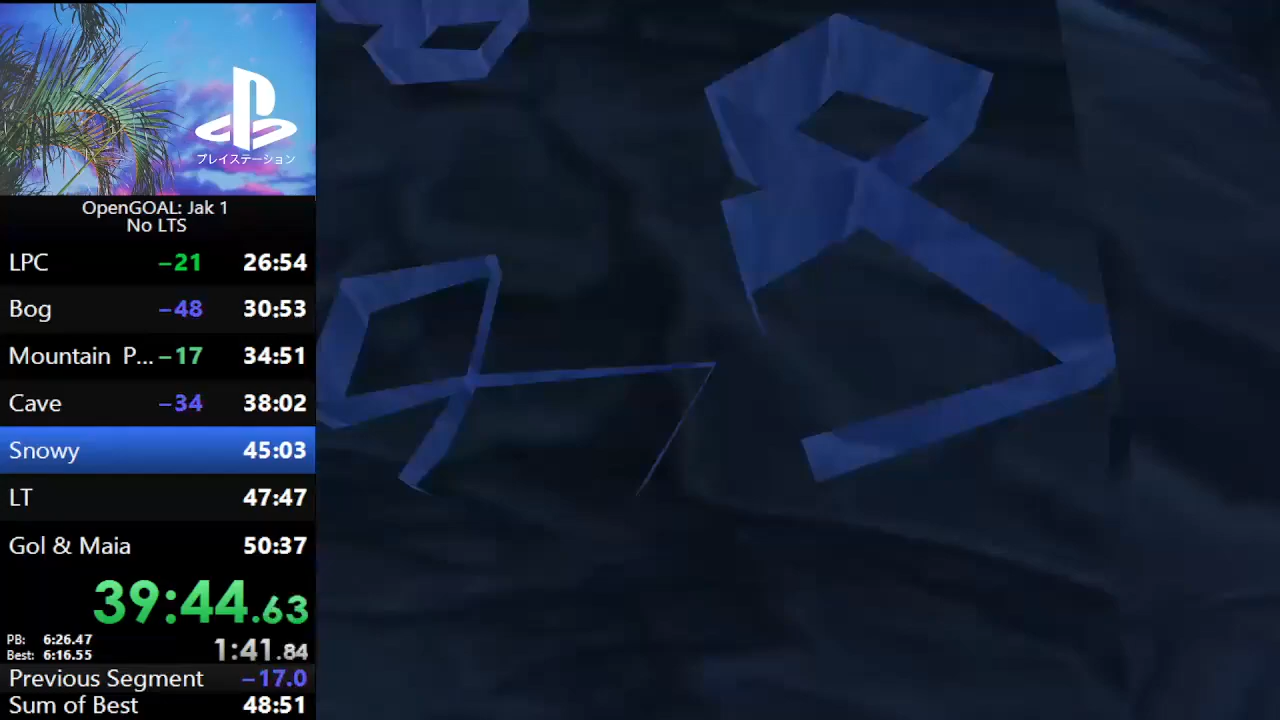 プレイステーション
OpenGOAL: Jak 1
No LTS
LPC −21 26:54
Bog −48 30:53
Mountain P... −17 34:51
Cave −34 38:02
Snowy 45:03
LT 47:47
Gol & Maia 50:37
39:44.63
PB: 6:26.47
Best: 6:16.55
1:41.84
Previous Segment −17.0
Sum of Best 48:51